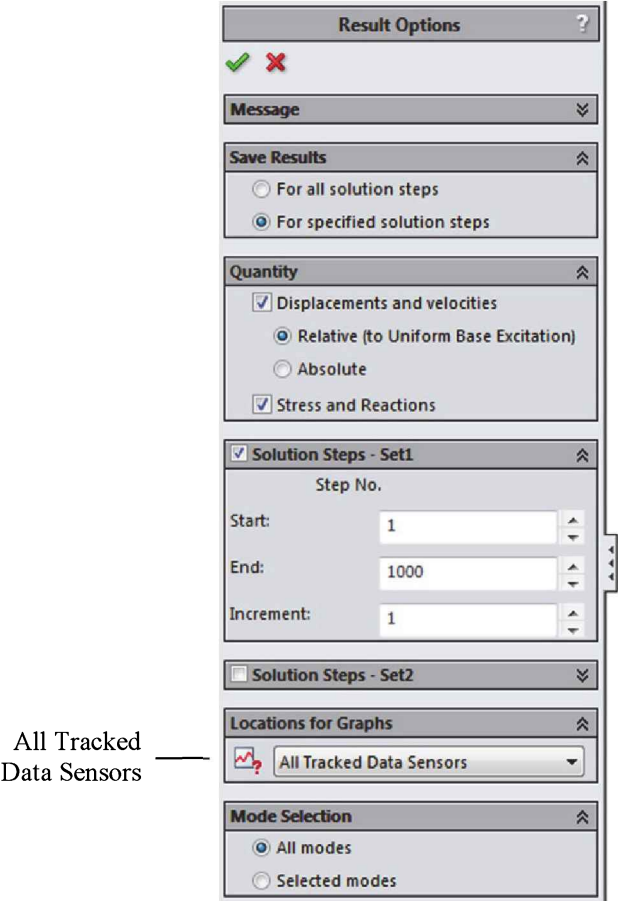 Result Options
?
Message
Save Results
For all solution steps
For specified solution steps
Quantity
Displacements and velocities
Relative (to Uniform Base Excitation)
Absolute
Stress and Reactions
Solution Steps - Set1
Step No.
Start:
1
End:
1000
Increment:
1
Solution Steps - Set2
Locations for Graphs
All Tracked
Data Sensors
?
All Tracked Data Sensors
Mode Selection
All modes
Selected modes